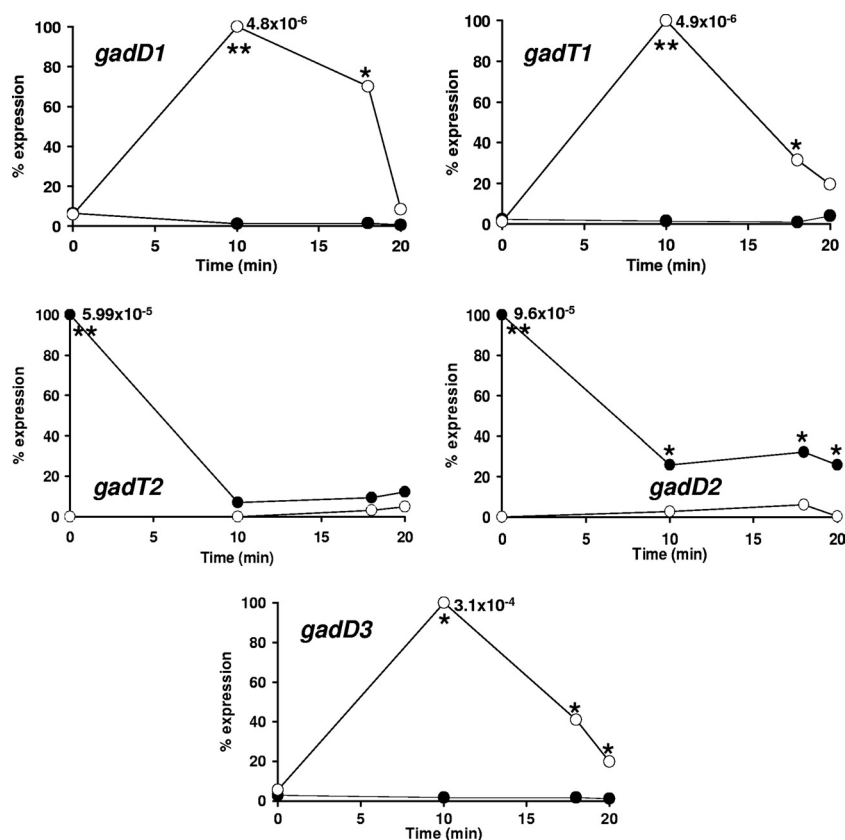 gadD1
4.8x10⁻⁶
**
*
% expression
100
80
60
40
20
0
0 5 10 15 20
Time (min)
gadT1
4.9x10⁻⁶
**
*
% expression
100
80
60
40
20
0
0 5 10 15 20
Time (min)
gadT2
5.99x10⁻⁵
**
% expression
100
80
60
40
20
0
0 5 10 15 20
Time (min)
gadD2
9.6x10⁻⁵
**
* * *
% expression
100
80
60
40
20
0
0 5 10 15 20
Time (min)
gadD3
3.1x10⁻⁴
*
*
*
% expression
100
80
60
40
20
0
0 5 10 15 20
Time (min)